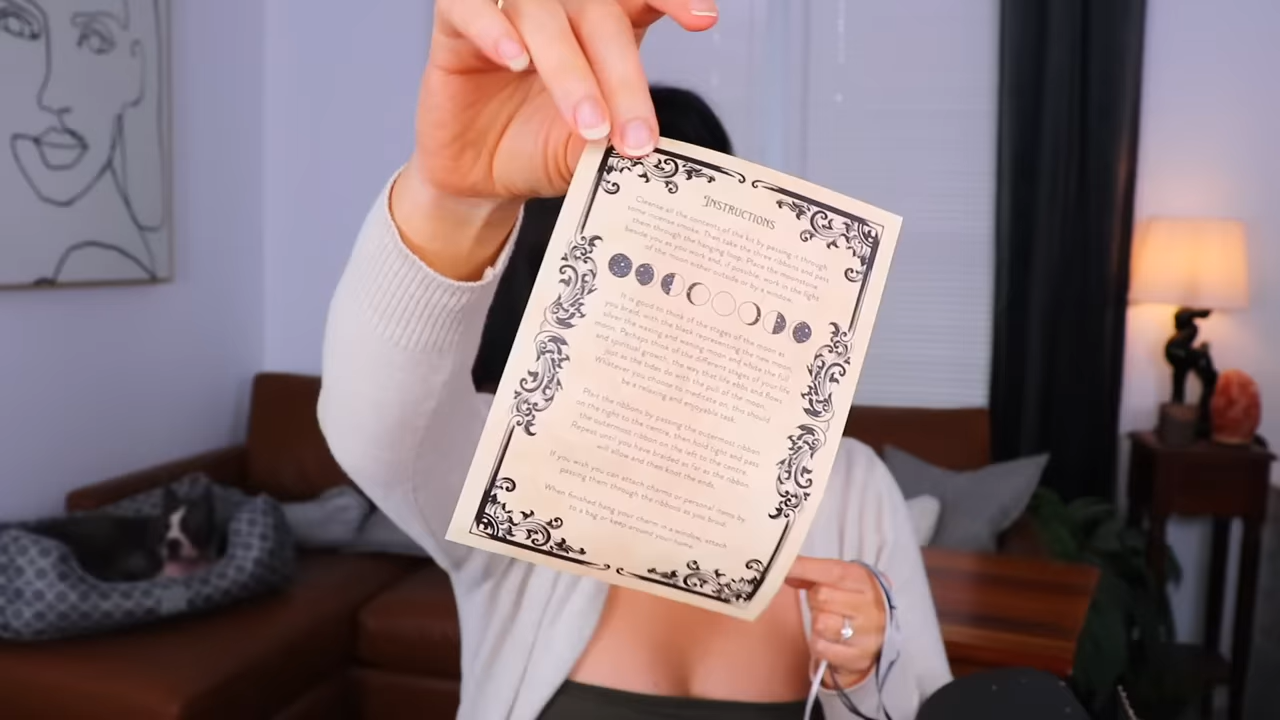 INSTRUCTIONS
Cleanse all the contents of the kit by passing it through
some incense smoke. Then take the three ribbons and pass
them through the hanging loop. Place the moonstone
beside you as you work and, if possible, work in the light
of the moon either outside or by a window.
It is good to think of the stages of the moon as
you braid, with the black representing the new moon,
silver the waxing and waning moon and white the full
moon. Perhaps think of the different stages of your life
and spiritual growth, the way that life ebbs and flows
just as the tides do with the pull of the moon.
Whatever you choose to meditate on, this should
be a relaxing and enjoyable task.
Plait the ribbons by passing the outermost ribbon
on the right to the centre, then hold tight and pass
the outermost ribbon on the left to the centre.
Repeat until you have braided as far as the ribbon
will allow and then knot the ends.
If you wish you can attach charms or personal items by
passing them through the ribbons as you braid.
When finished hang your charm in a window, attach
to a bag or keep around your home.